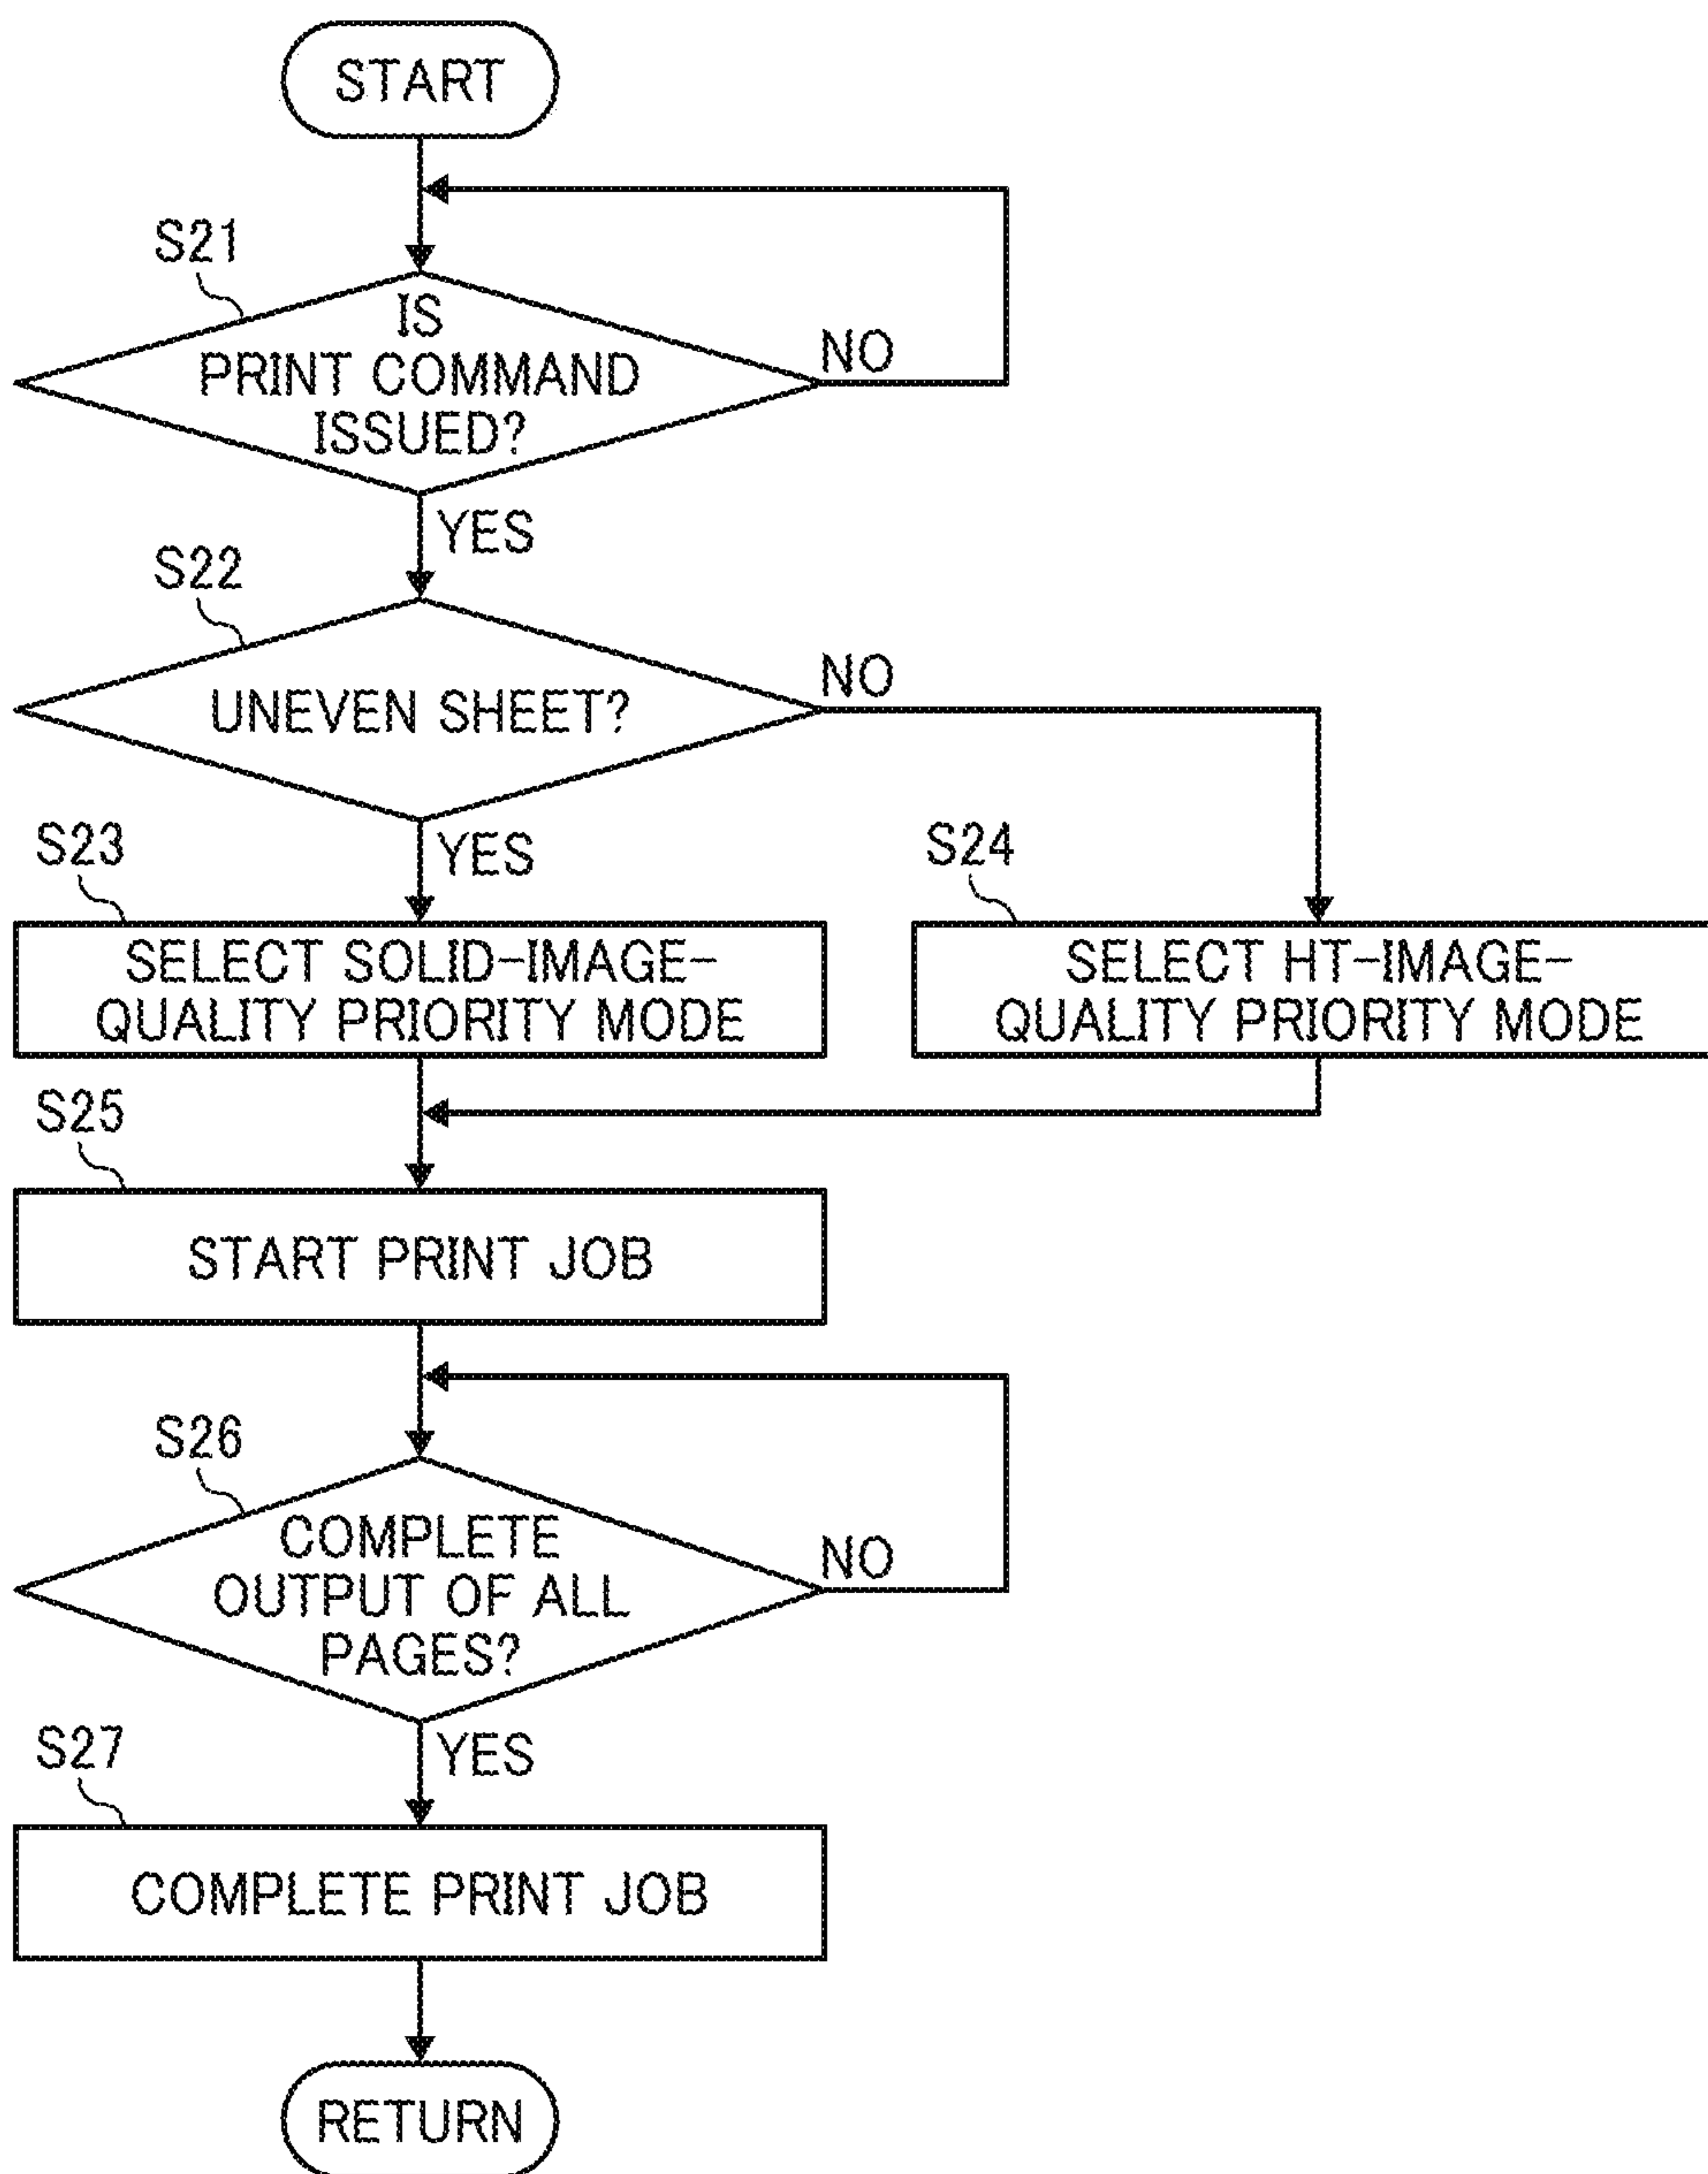 START
S21
IS
PRINT COMMAND
ISSUED?
NO
YES
S22
UNEVEN SHEET?
NO
YES
S23
SELECT SOLID-IMAGE-
QUALITY PRIORITY MODE
S24
SELECT HT-IMAGE-
QUALITY PRIORITY MODE
S25
START PRINT JOB
S26
COMPLETE
OUTPUT OF ALL
PAGES?
NO
YES
S27
COMPLETE PRINT JOB
RETURN